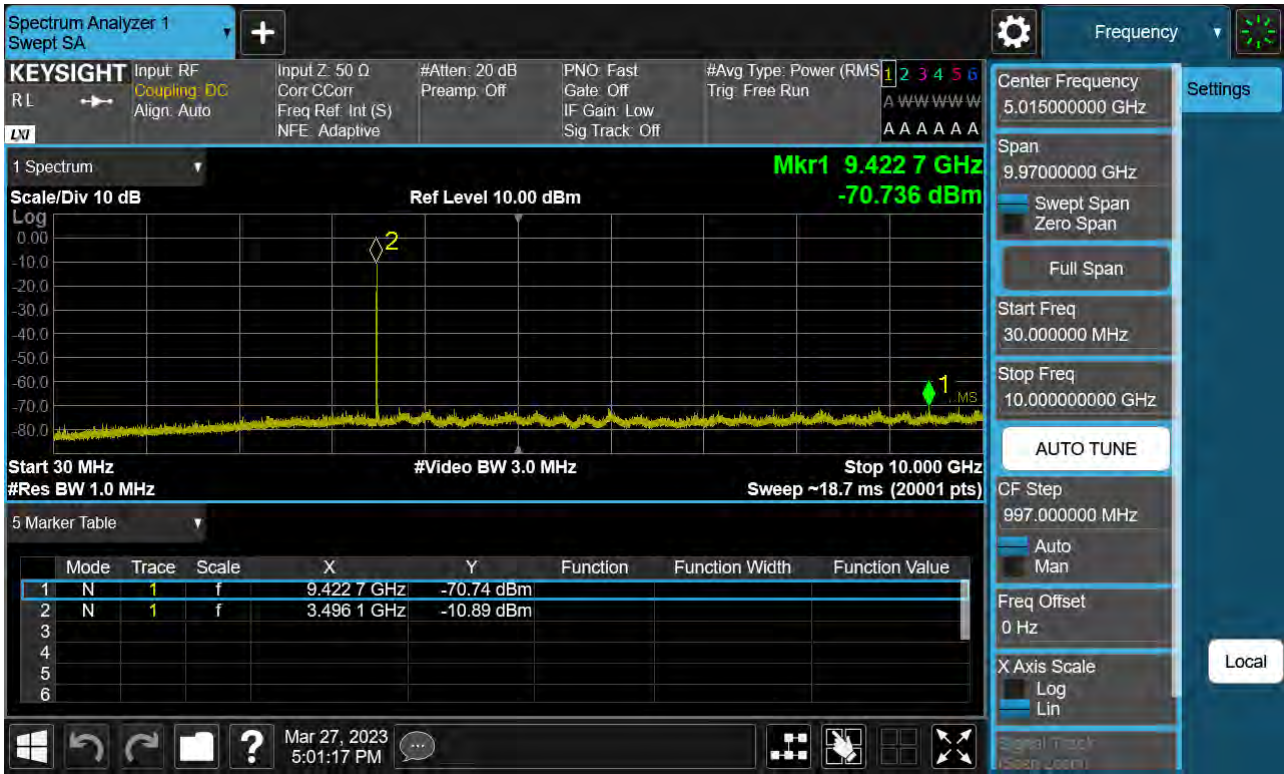 Spectrum Analyzer 1
Swept SA
Frequency
KEYSIGHT
RL
LXI
Input: RF
Coupling: DC
Align: Auto
Input Z: 50 Ω
Corr CCorr
Freq Ref: Int (S)
NFE: Adaptive
#Atten: 20 dB
Preamp: Off
PNO: Fast
Gate: Off
IF Gain: Low
Sig Track: Off
#Avg Type: Power (RMS
Trig: Free Run
1 2 3 4 5 6
A W W W W W
A A A A A A
1 Spectrum
Mkr1 9.422 7 GHz
Scale/Div 10 dB
Ref Level 10.00 dBm
-70.736 dBm
Log
0.00
-10.0
-20.0
-30.0
-40.0
-50.0
-60.0
-70.0
-80.0
2
1
Start 30 MHz
#Video BW 3.0 MHz
Stop 10.000 GHz
#Res BW 1.0 MHz
Sweep ~18.7 ms (20001 pts)
5 Marker Table
Mode Trace Scale X Y Function Function Width Function Value
1 N 1 f 9.422 7 GHz -70.74 dBm
2 N 1 f 3.496 1 GHz -10.89 dBm
3
4
5
6
Mar 27, 2023
5:01:17 PM
Center Frequency
5.015000000 GHz
Span
9.97000000 GHz
Swept Span
Zero Span
Full Span
Start Freq
30.000000 MHz
Stop Freq
10.000000000 GHz
AUTO TUNE
CF Step
997.000000 MHz
Auto
Man
Freq Offset
0 Hz
X Axis Scale
Log
Lin
Signal Track
(Span Zoom)
Settings
Local